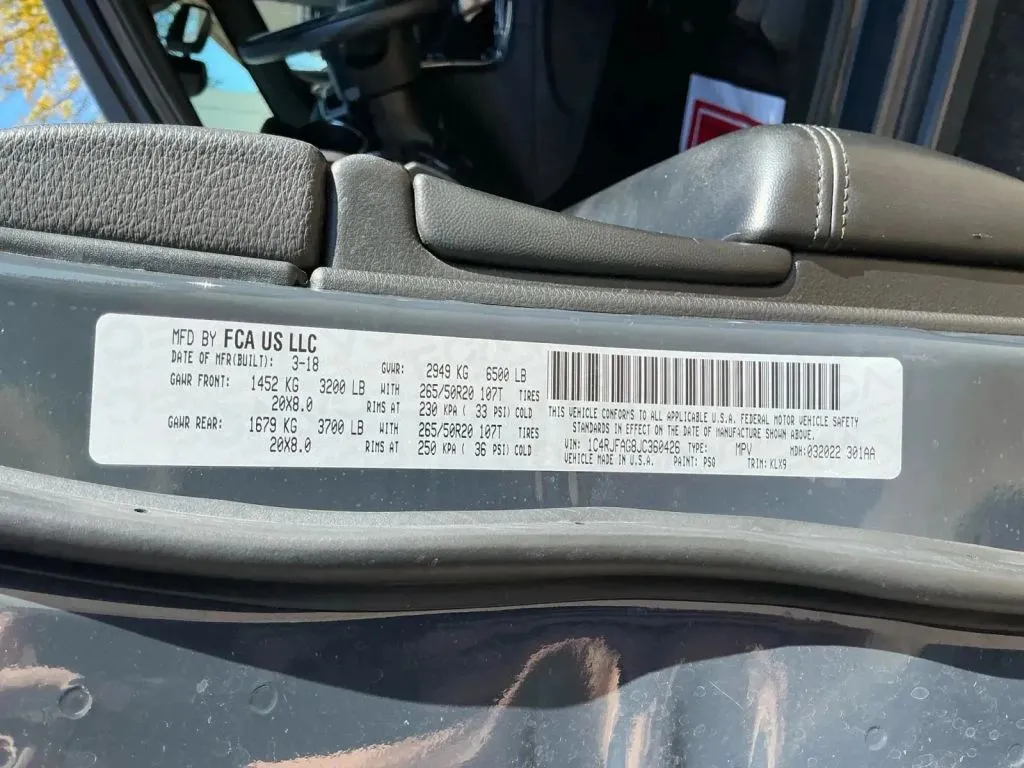 MFD BY FCA US LLC
DATE OF MFR(BUILT): 3-18 GVWR: 2949 KG 6500 LB
GAWR FRONT: 1452 KG 3200 LB WITH 265/50R20 107T TIRES
20X8.0 RIMS AT 230 KPA ( 33 PSI) COLD
GAWR REAR: 1679 KG 3700 LB WITH 265/50R20 107T TIRES
20X8.0 RIMS AT 250 KPA ( 36 PSI) COLD
THIS VEHICLE CONFORMS TO ALL APPLICABLE U.S.A. FEDERAL MOTOR VEHICLE SAFETY
STANDARDS IN EFFECT ON THE DATE OF MANUFACTURE SHOWN ABOVE.
VIN: 1C4RJFAG8JC360426 TYPE: MPV MDH:032022 301AA
VEHICLE MADE IN U.S.A. PAINT: PSQ TRIM: KLX9